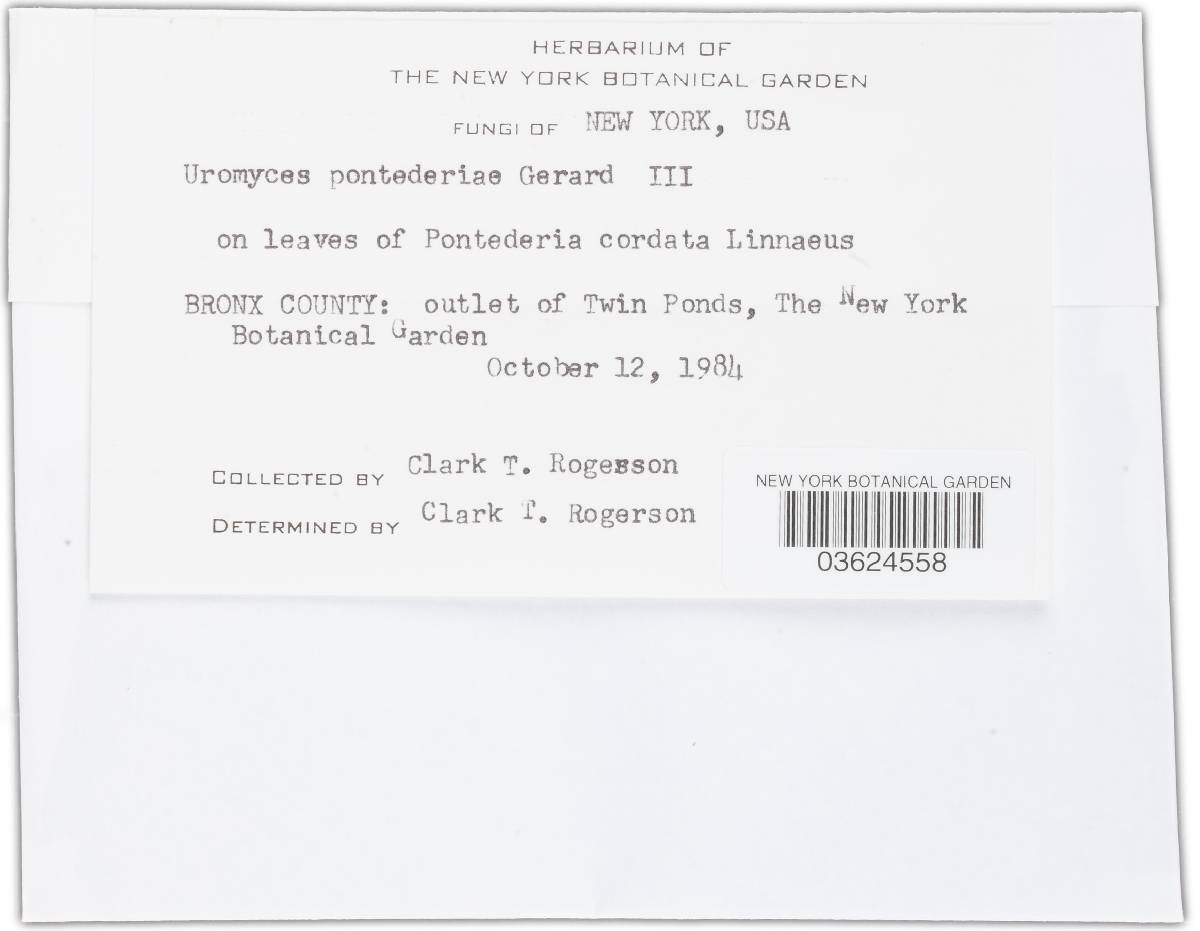 HERBARIUM OF
THE NEW YORK BOTANICAL GARDEN
FUNGI OF NEW YORK, USA
Uromyces pontederiae Gerard III
on leaves of Pontederia cordata Linnaeus
BRONX COUNTY: outlet of Twin Ponds, The New York
Botanical Garden
October 12, 1984
COLLECTED BY Clark T. Rogerson
DETERMINED BY Clark T. Rogerson
NEW YORK BOTANICAL GARDEN
03624558